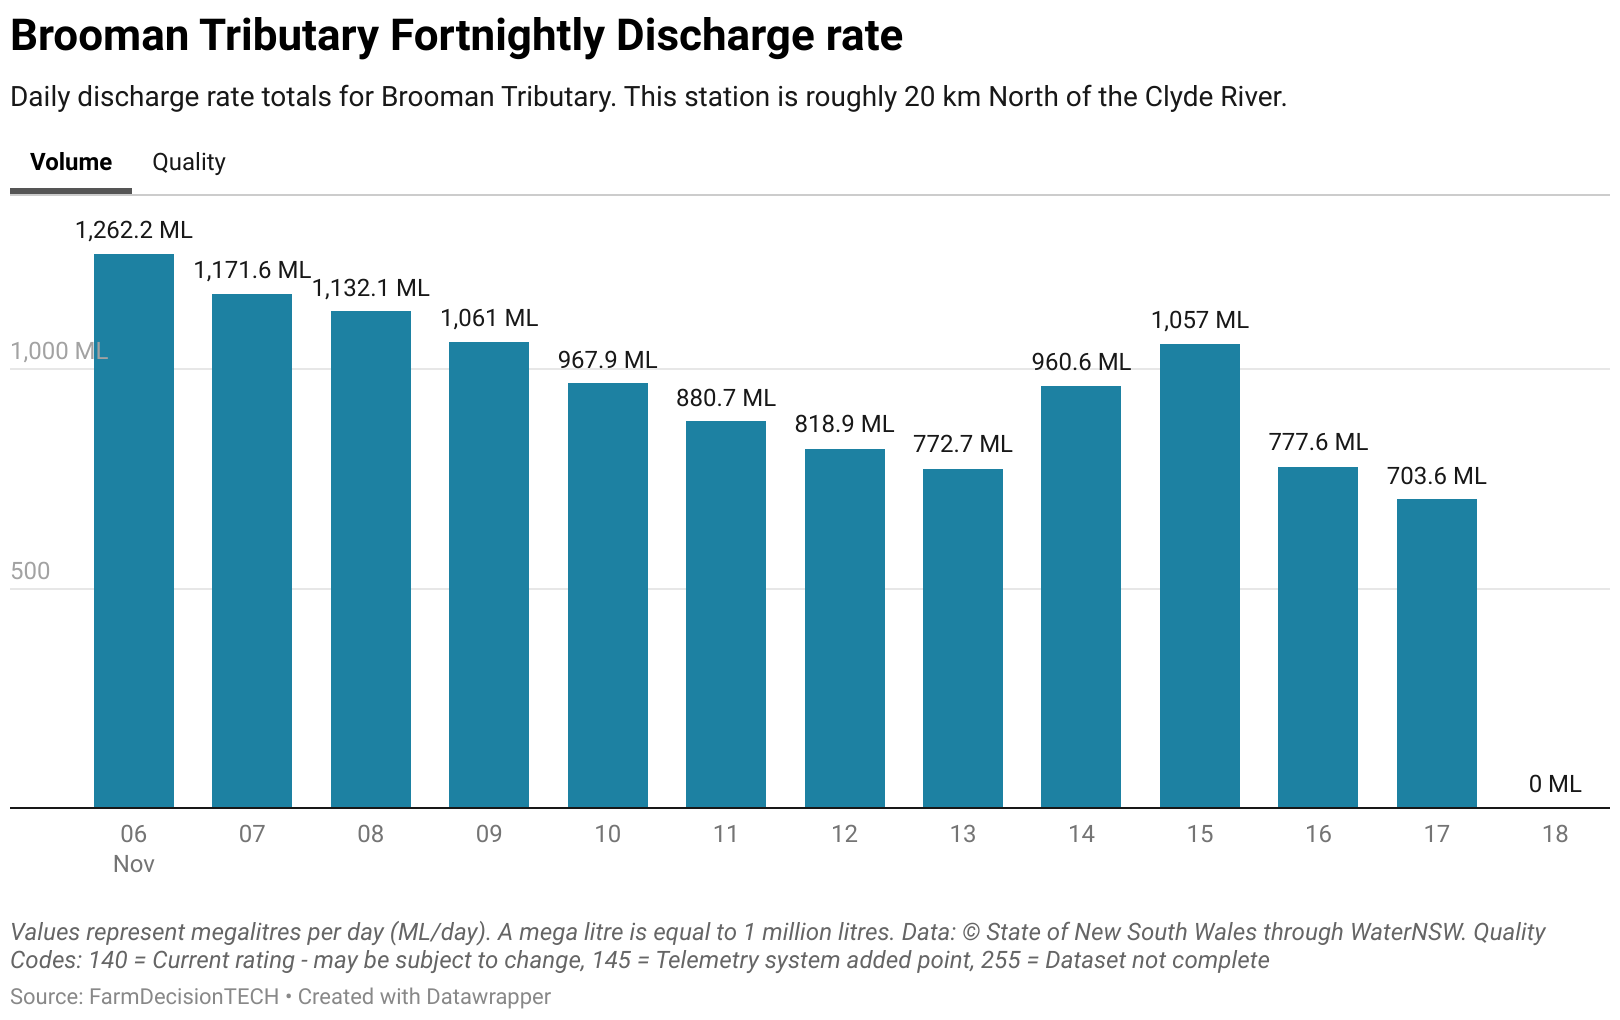 Brooman Tributary Fortnightly Discharge rate
Daily discharge rate totals for Brooman Tributary. This station is roughly 20 km North of the Clyde River.
Volume Quality
1,262.2 ML
1,171.6 ML
1,132.1 ML
1,061 ML
967.9 ML
880.7 ML
818.9 ML
772.7 ML
960.6 ML
1,057 ML
777.6 ML
703.6 ML
0 ML
1,000 ML
500
06 07 08 09 10 11 12 13 14 15 16 17 18
Nov
Values represent megalitres per day (ML/day). A mega litre is equal to 1 million litres. Data: © State of New South Wales through WaterNSW. Quality
Codes: 140 = Current rating - may be subject to change, 145 = Telemetry system added point, 255 = Dataset not complete
Source: FarmDecisionTECH • Created with Datawrapper